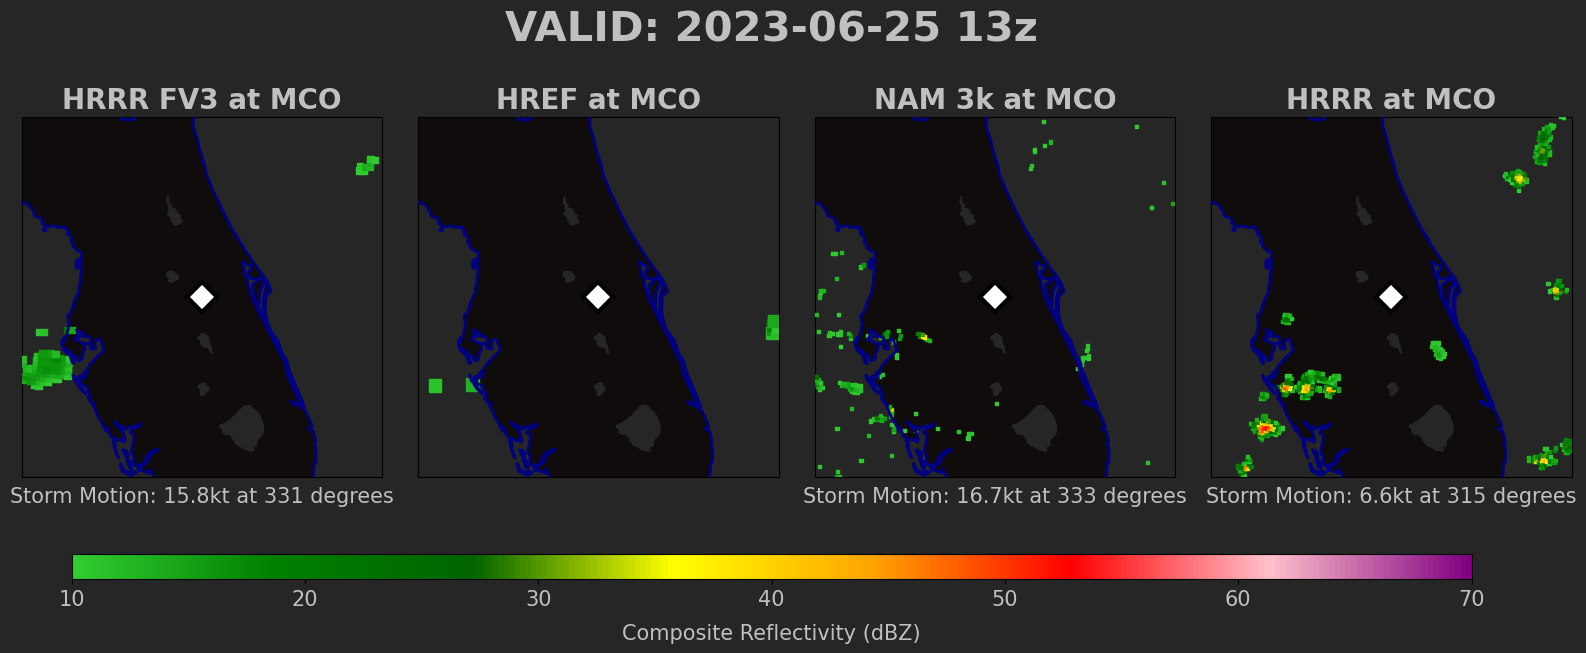 VALID: 2023-06-25 13z
HRRR FV3 at MCO
HREF at MCO
NAM 3k at MCO
HRRR at MCO
Storm Motion: 15.8kt at 331 degrees
Storm Motion: 16.7kt at 333 degrees
Storm Motion: 6.6kt at 315 degrees
10 20 30 40 50 60 70
Composite Reflectivity (dBZ)